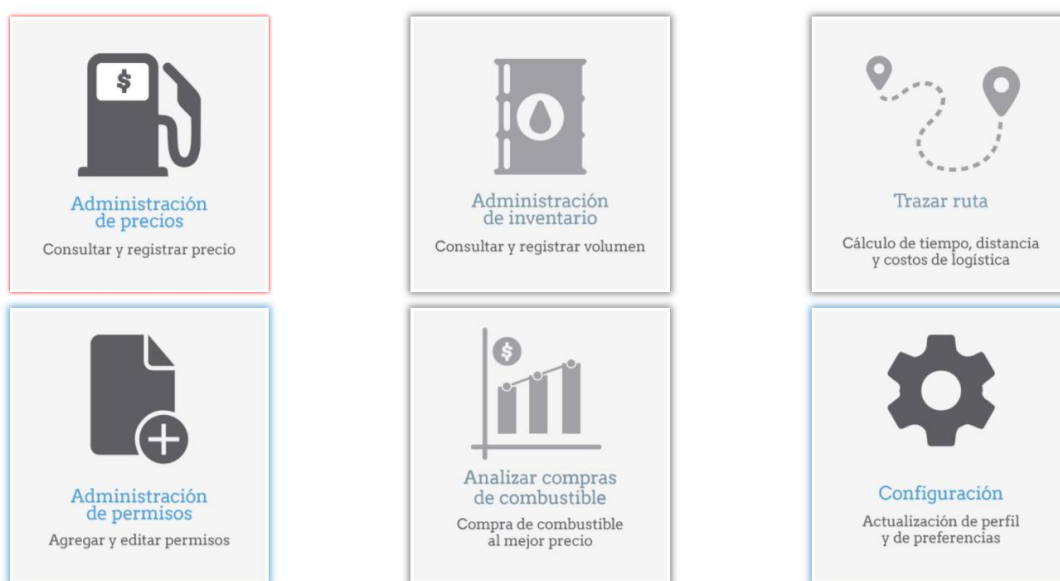 $
Administración
de precios
Consultar y registrar precio
Administración
de inventario
Consultar y registrar volumen
Trazar ruta
Cálculo de tiempo, distancia
y costos de logística
Administración
de permisos
Agregar y editar permisos
$
Analizar compras
de combustible
Compra de combustible
al mejor precio
Configuración
Actualización de perfil
y de preferencias